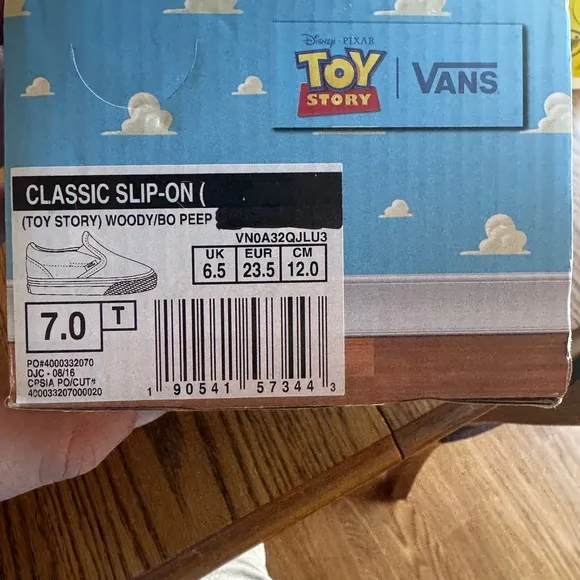 Disney · PIXAR
TOY
STORY
VANS
CLASSIC SLIP-ON (
(TOY STORY) WOODY/BO PEEP
VN0A32QJLU3
UK EUR CM
6.5 23.5 12.0
7.0 T
PO#4000332070
DJC - 08/16
CPSIA PO/CUT#
400033207000020
1 90541 57344 3